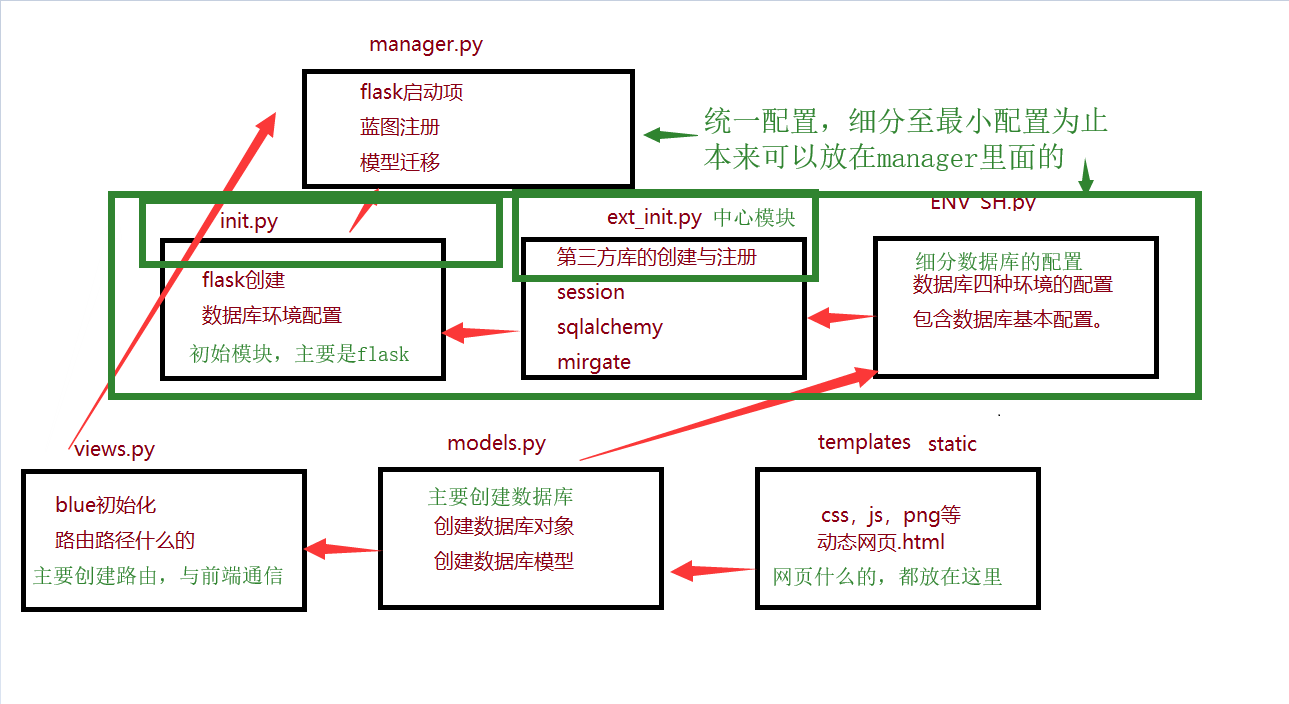 manager.py
flask启动项
蓝图注册
模型迁移
统一配置，细分至最小配置为止
本来可以放在manager里面的
init.py
flask创建
数据库环境配置
初始模块，主要是flask
ext_init.py 中心模块
第三方库的创建与注册
session
sqlalchemy
mirgate
ENV_SH.py
细分数据库的配置
数据库四种环境的配置
包含数据库基本配置。
views.py
blue初始化
路由路径什么的
主要创建路由，与前端通信
models.py
主要创建数据库
创建数据库对象
创建数据库模型
templates static
css，js，png等
动态网页.html
网页什么的，都放在这里